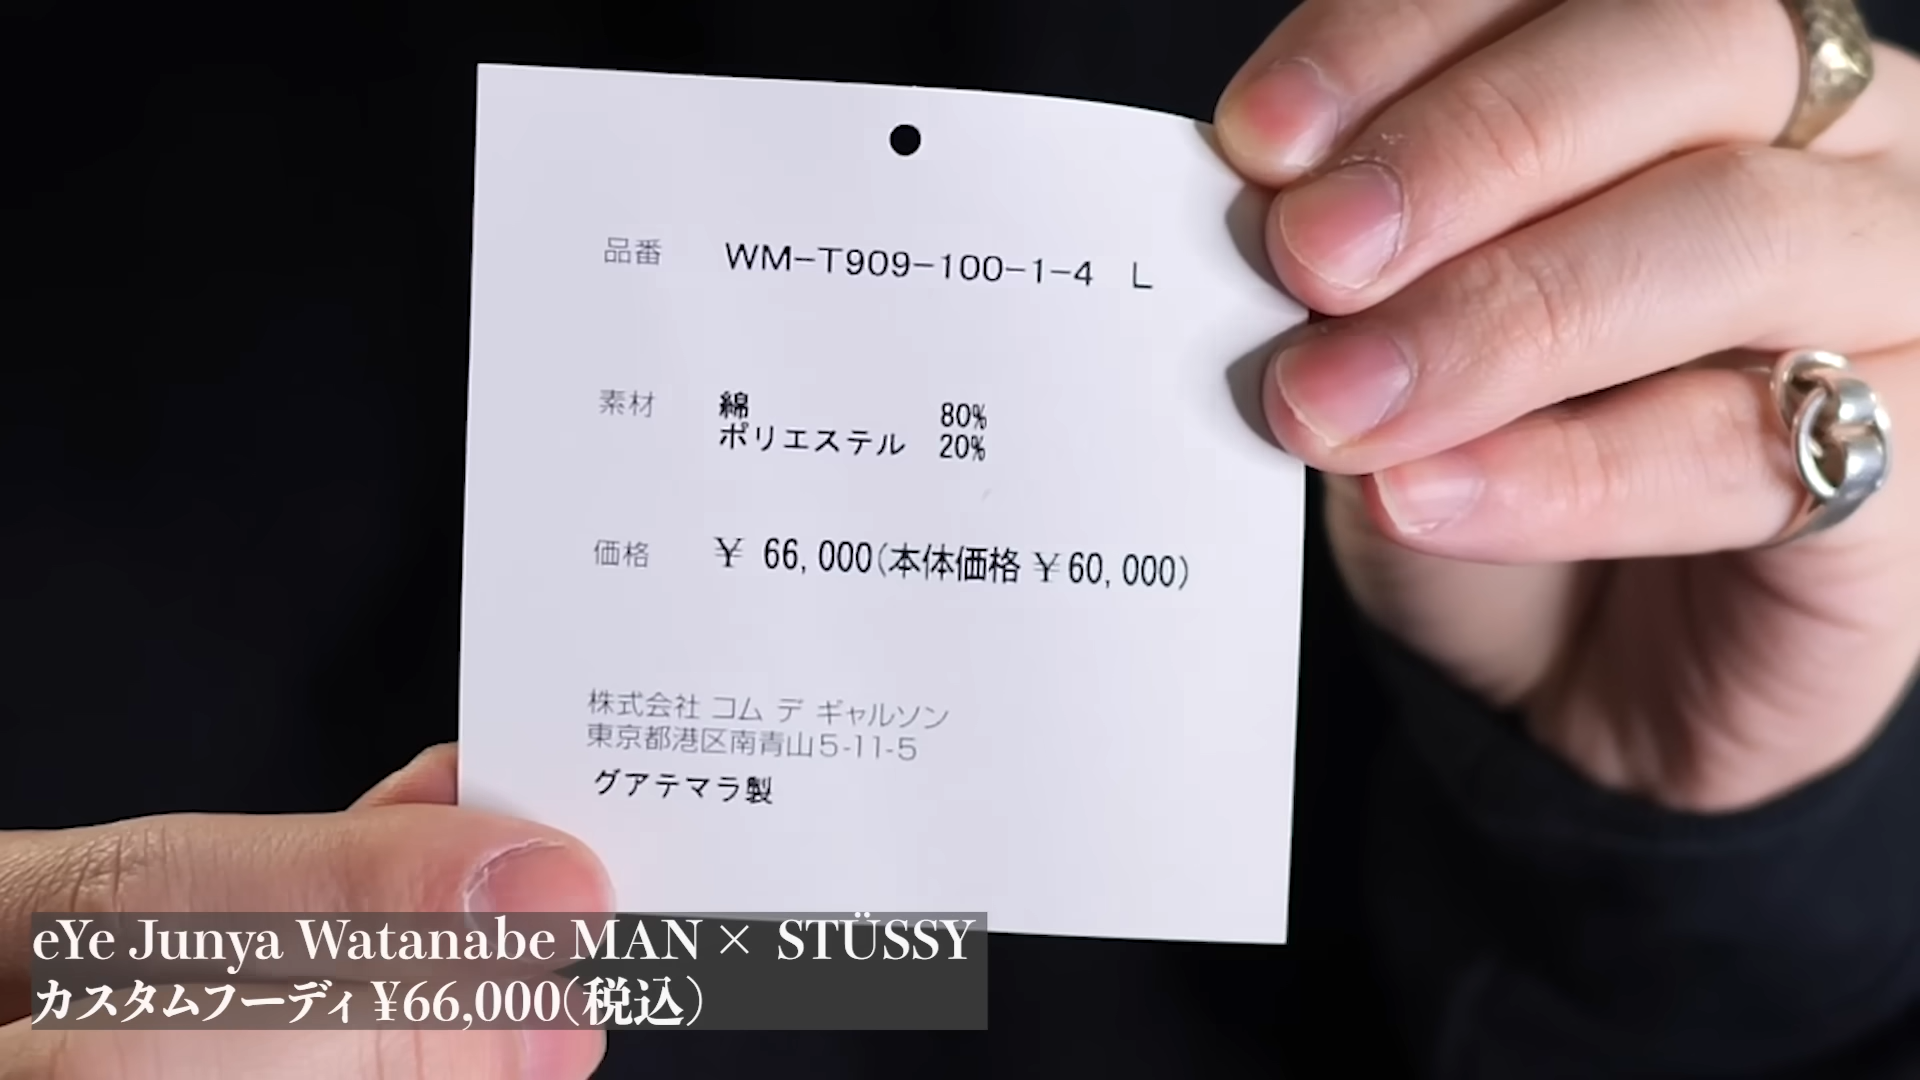 品番 WM-T909-100-1-4 L
素材 綿 80%
ポリエステル 20%
価格 ¥ 66,000(本体価格 ¥60,000)
株式会社 コム デ ギャルソン
東京都港区南青山5-11-5
グアテマラ製
eYe Junya Watanabe MAN × STÜSSY
カスタムフーディ ¥66,000(税込)